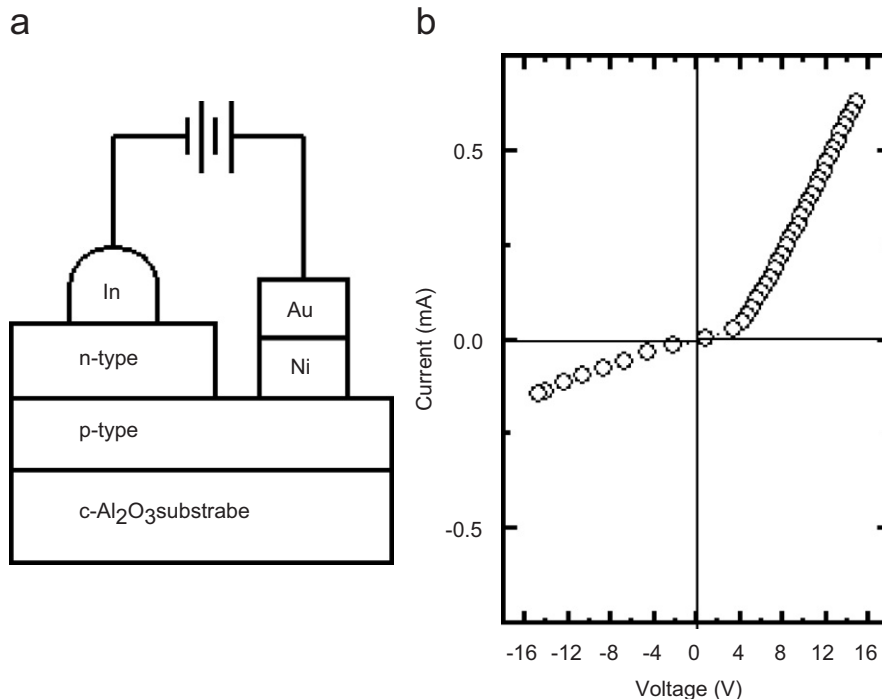 a
In
Au
n-type
Ni
p-type
c-Al2O3substrabe
b
Current (mA)
0.5
0.0
-0.5
-16 -12 -8 -4 0 4 8 12 16
Voltage (V)